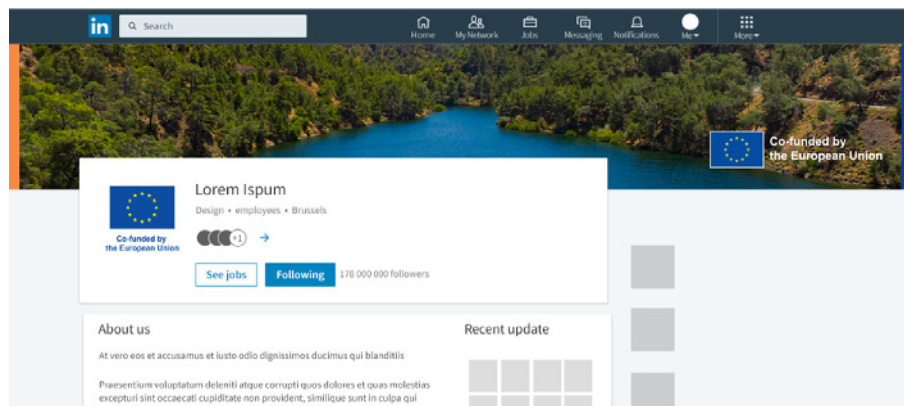 in
Search
Home
My Network
Jobs
Messaging
Notifications
Me
More
Co-funded by
the European Union
Lorem Ispum
Design • employees • Brussels
Co-funded by
the European Union
+1
See jobs
Following
178 000 000 followers
About us
At vero eos et accusamus et iusto odio dignissimos ducimus qui blanditiis
Praesentium voluptatum deleniti atque corrupti quos dolores et quas molestias
excepturi sint occaecati cupiditate non provident, similique sunt in culpa qui
Recent update